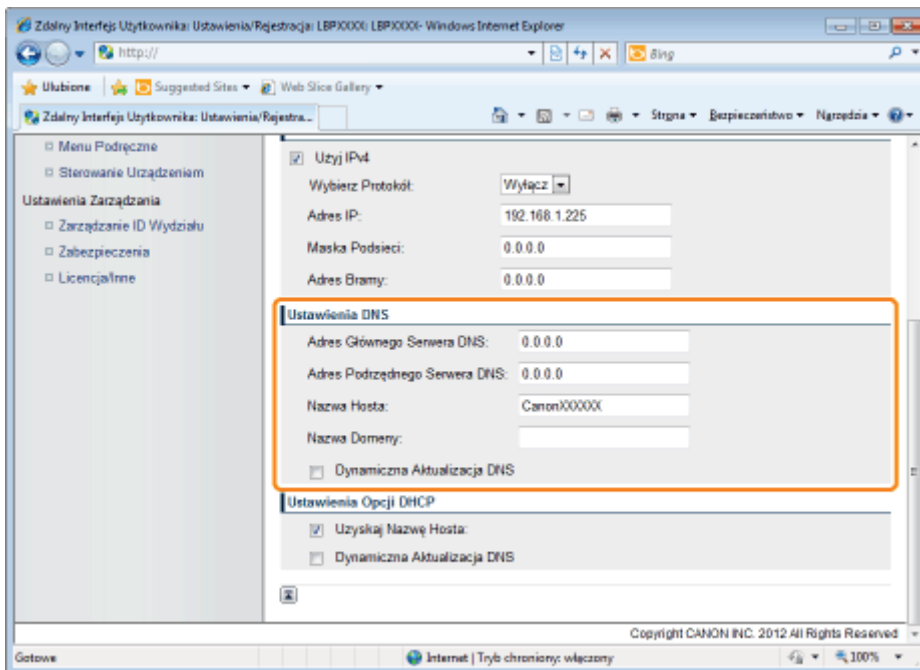 Zdalny Interfejs Użytkownika: Ustawienia/Rejestracja: LBPXXXX: LBPXXXX- Windows Internet Explorer
http://
Bing
Ulubione Suggested Sites Web Slice Gallery
Zdalny Interfejs Użytkownika: Ustawienia/Rejestra... Strona Bezpieczeństwo Narzędzia
Menu Podręczne
Sterowanie Urządzeniem
Ustawienia Zarządzania
Zarządzanie ID Wydziału
Zabezpieczenia
Licencja/Inne
Użyj IPv4
Wybierz Protokół: Wyłącz
Adres IP: 192.168.1.225
Maska Podsieci: 0.0.0.0
Adres Bramy: 0.0.0.0
Ustawienia DNS
Adres Głównego Serwera DNS: 0.0.0.0
Adres Podrzędnego Serwera DNS: 0.0.0.0
Nazwa Hosta: CanonXXXXXX
Nazwa Domeny:
Dynamiczna Aktualizacja DNS
Ustawienia Opcji DHCP
Uzyskaj Nazwę Hosta:
Dynamiczna Aktualizacja DNS
Copyright CANON INC. 2012 All Rights Reserved
Gotowe Internet | Tryb chroniony: włączony 100%